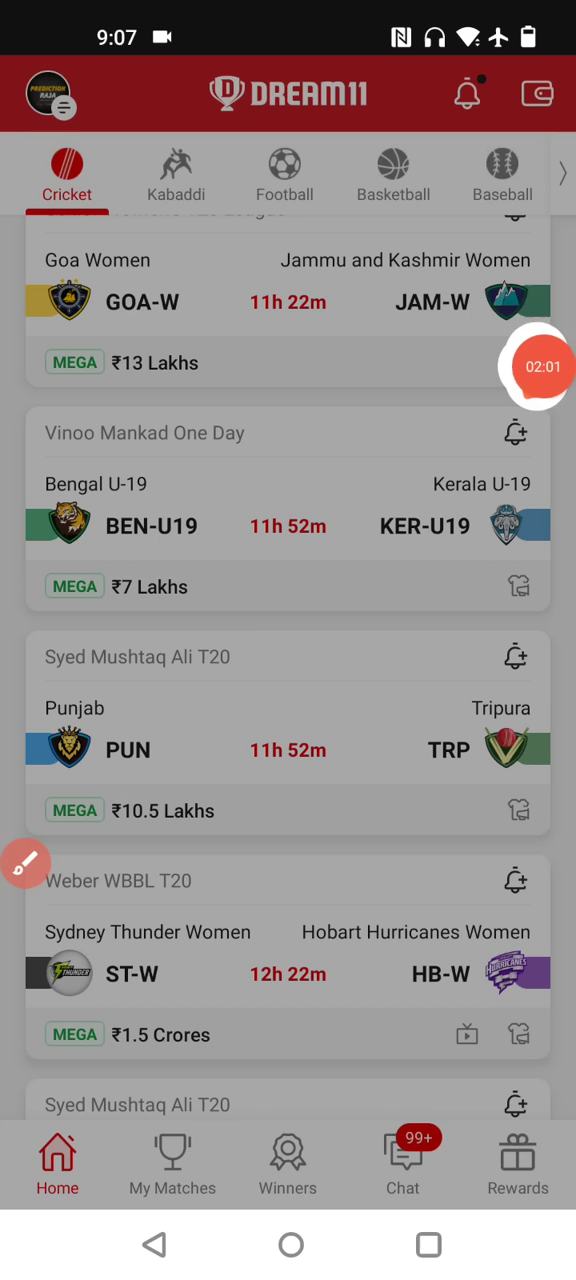 9:07
PREDICTION
RAJA
DREAM11
Cricket
Kabaddi
Football
Basketball
Baseball
Goa Women
Jammu and Kashmir Women
GOA-W
11h 22m
JAM-W
MEGA ₹13 Lakhs
02:01
Vinoo Mankad One Day
Bengal U-19
Kerala U-19
BEN-U19
11h 52m
KER-U19
MEGA ₹7 Lakhs
Syed Mushtaq Ali T20
Punjab
Tripura
PUN
11h 52m
TRP
MEGA ₹10.5 Lakhs
Weber WBBL T20
Sydney Thunder Women
Hobart Hurricanes Women
THUNDER
ST-W
12h 22m
HB-W
HURRICANES
MEGA ₹1.5 Crores
Syed Mushtaq Ali T20
99+
Home
My Matches
Winners
Chat
Rewards